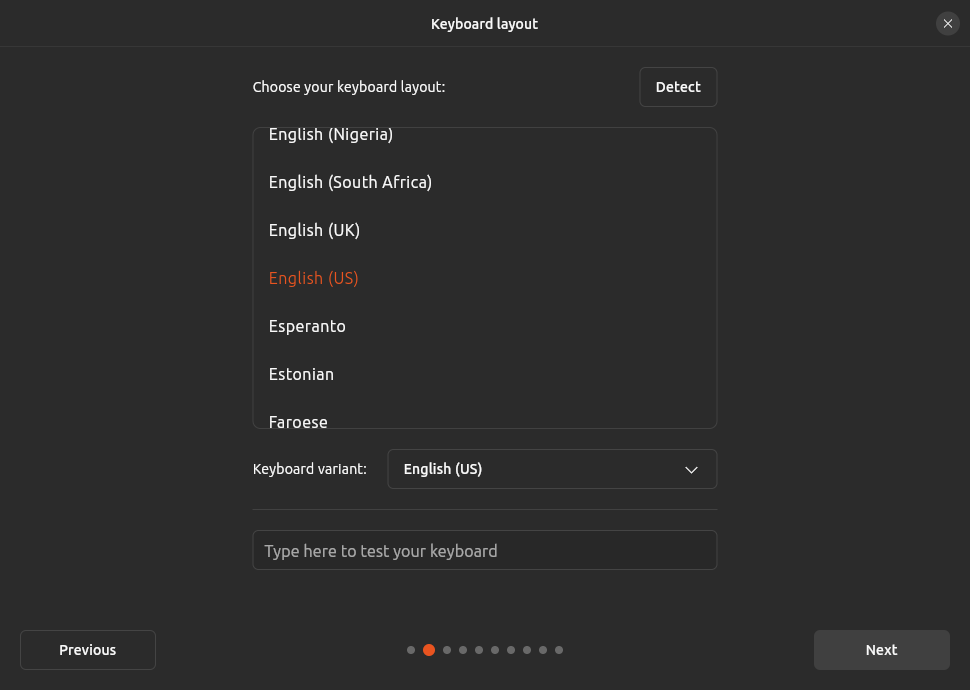 Keyboard layout
Choose your keyboard layout:
Detect
English (Nigeria)
English (South Africa)
English (UK)
English (US)
Esperanto
Estonian
Faroese
Keyboard variant:
English (US)
Type here to test your keyboard
Previous
Next